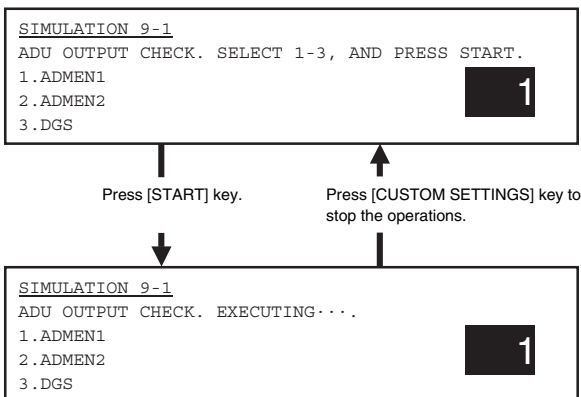 SIMULATION 9-1
ADU OUTPUT CHECK. SELECT 1-3, AND PRESS START.
1.ADMEN1
2.ADMEN2
3.DGS
1
Press [START] key.
Press [CUSTOM SETTINGS] key to
stop the operations.
SIMULATION 9-1
ADU OUTPUT CHECK. EXECUTING···.
1.ADMEN1
2.ADMEN2
3.DGS
1